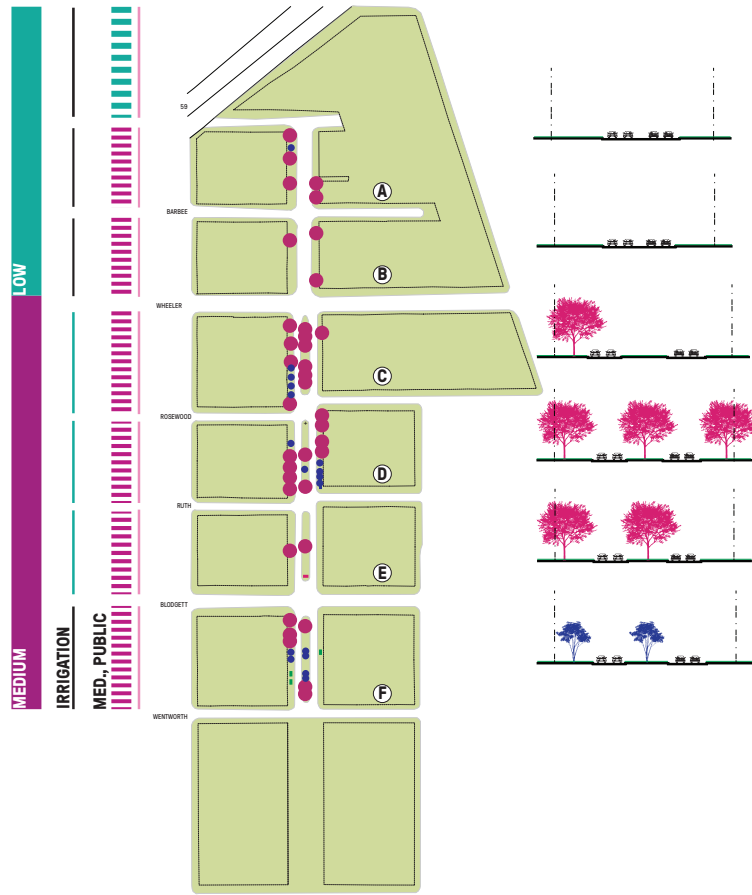 59
A
BARBEE
B
LOW
WHEELER
C
ROSEWOOD
D
RUTH
E
BLODGETT
MEDIUM
IRRIGATION
MED., PUBLIC
F
WENTWORTH